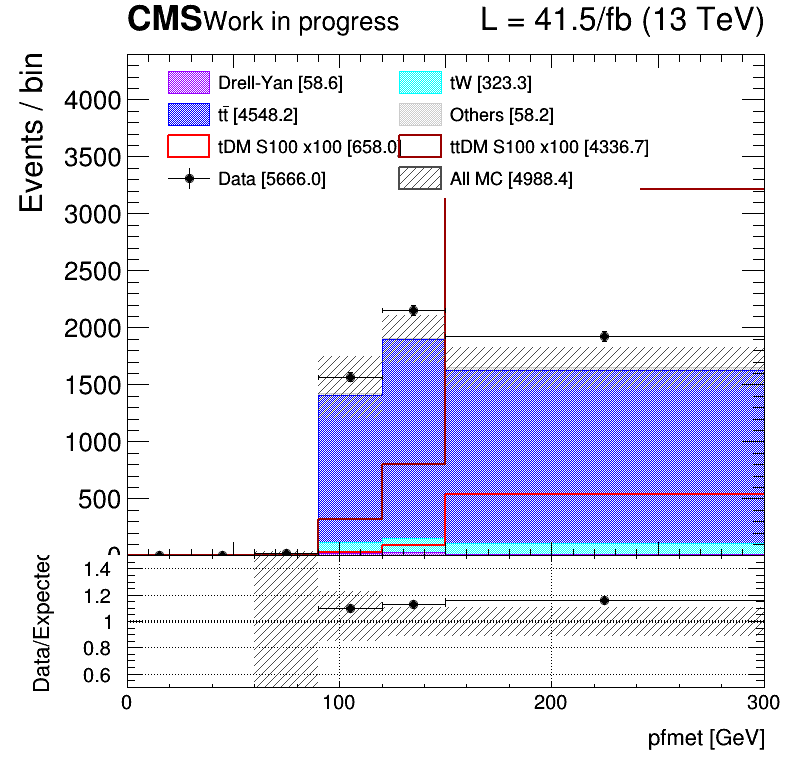 CMS Work in progress L = 41.5/fb (13 TeV)
Events / bin
Drell-Yan [58.6] tW [323.3]
tt̄ [4548.2] Others [58.2]
tDM S100 x100 [658.0] ttDM S100 x100 [4336.7]
Data [5666.0] All MC [4988.4]
4000
3500
3000
2500
2000
1500
1000
500
0
Data/Expected
1.4
1.2
1
0.8
0.6
0 100 200 300
pfmet [GeV]